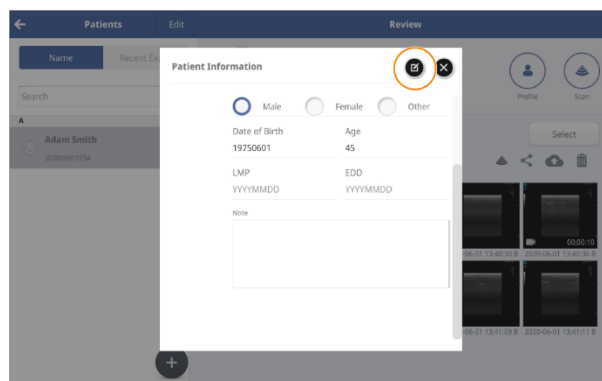 Patients Edit Review
Name Recent Ex
Patient Information
Search
Profile Scan
A
Male Female Other
Adam Smith
Date of Birth Age
19750601 45
Select
LMP EDD
YYYYMMDD YYYYMMDD
Note
00:00:10
-06-01 13:40:30 B 2020-06-01 13:40:36 B
-06-01 13:41:09 B 2020-06-01 13:41:11 B